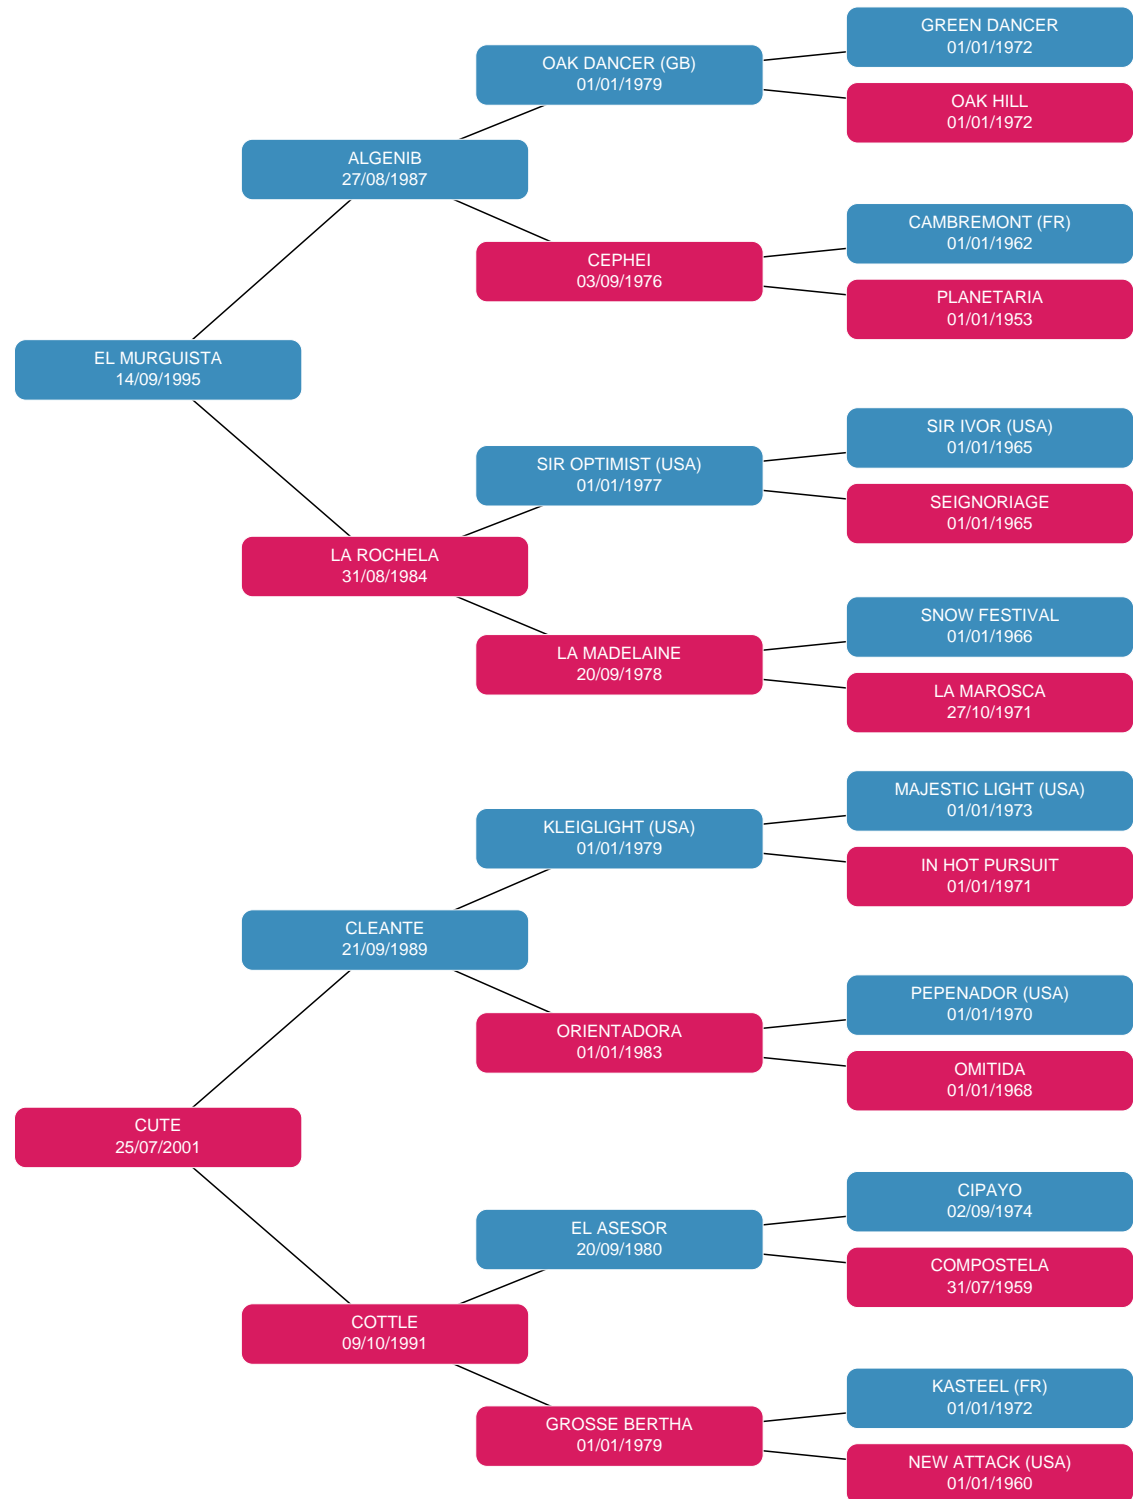 GREEN DANCER
01/01/1972
OAK DANCER (GB)
01/01/1979
OAK HILL
01/01/1972
ALGENIB
27/08/1987
CAMBREMONT (FR)
01/01/1962
CEPHEI
03/09/1976
PLANETARIA
01/01/1953
EL MURGUISTA
14/09/1995
SIR IVOR (USA)
01/01/1965
SIR OPTIMIST (USA)
01/01/1977
SEIGNORIAGE
01/01/1965
LA ROCHELA
31/08/1984
SNOW FESTIVAL
01/01/1966
LA MADELAINE
20/09/1978
LA MAROSCA
27/10/1971
MAJESTIC LIGHT (USA)
01/01/1973
KLEIGLIGHT (USA)
01/01/1979
IN HOT PURSUIT
01/01/1971
CLEANTE
21/09/1989
PEPENADOR (USA)
01/01/1970
ORIENTADORA
01/01/1983
OMITIDA
01/01/1968
CUTE
25/07/2001
CIPAYO
02/09/1974
EL ASESOR
20/09/1980
COMPOSTELA
31/07/1959
COTTLE
09/10/1991
KASTEEL (FR)
01/01/1972
GROSSE BERTHA
01/01/1979
NEW ATTACK (USA)
01/01/1960